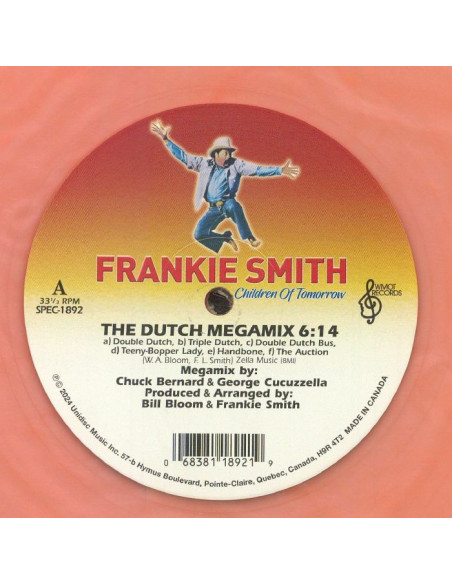 FRANKIE SMITH
Children Of Tomorrow
A
33⅓ RPM
SPEC-1892
WMOT
RECORDS
THE DUTCH MEGAMIX 6:14
a) Double Dutch, b) Triple Dutch, c) Double Dutch Bus,
d) Teeny-Bopper Lady, e) Handbone, f) The Auction
(W. A. Bloom, F. L. Smith) Zella Music (BMI)
Megamix by:
Chuck Bernard & George Cucuzzella
Produced & Arranged by:
Bill Bloom & Frankie Smith
0 68381 18921 9
℗ © 2024 Unidisc Music Inc. 57-b Hymus Boulevard, Pointe-Claire, Quebec, Canada, H9R 4T2 MADE IN CANADA